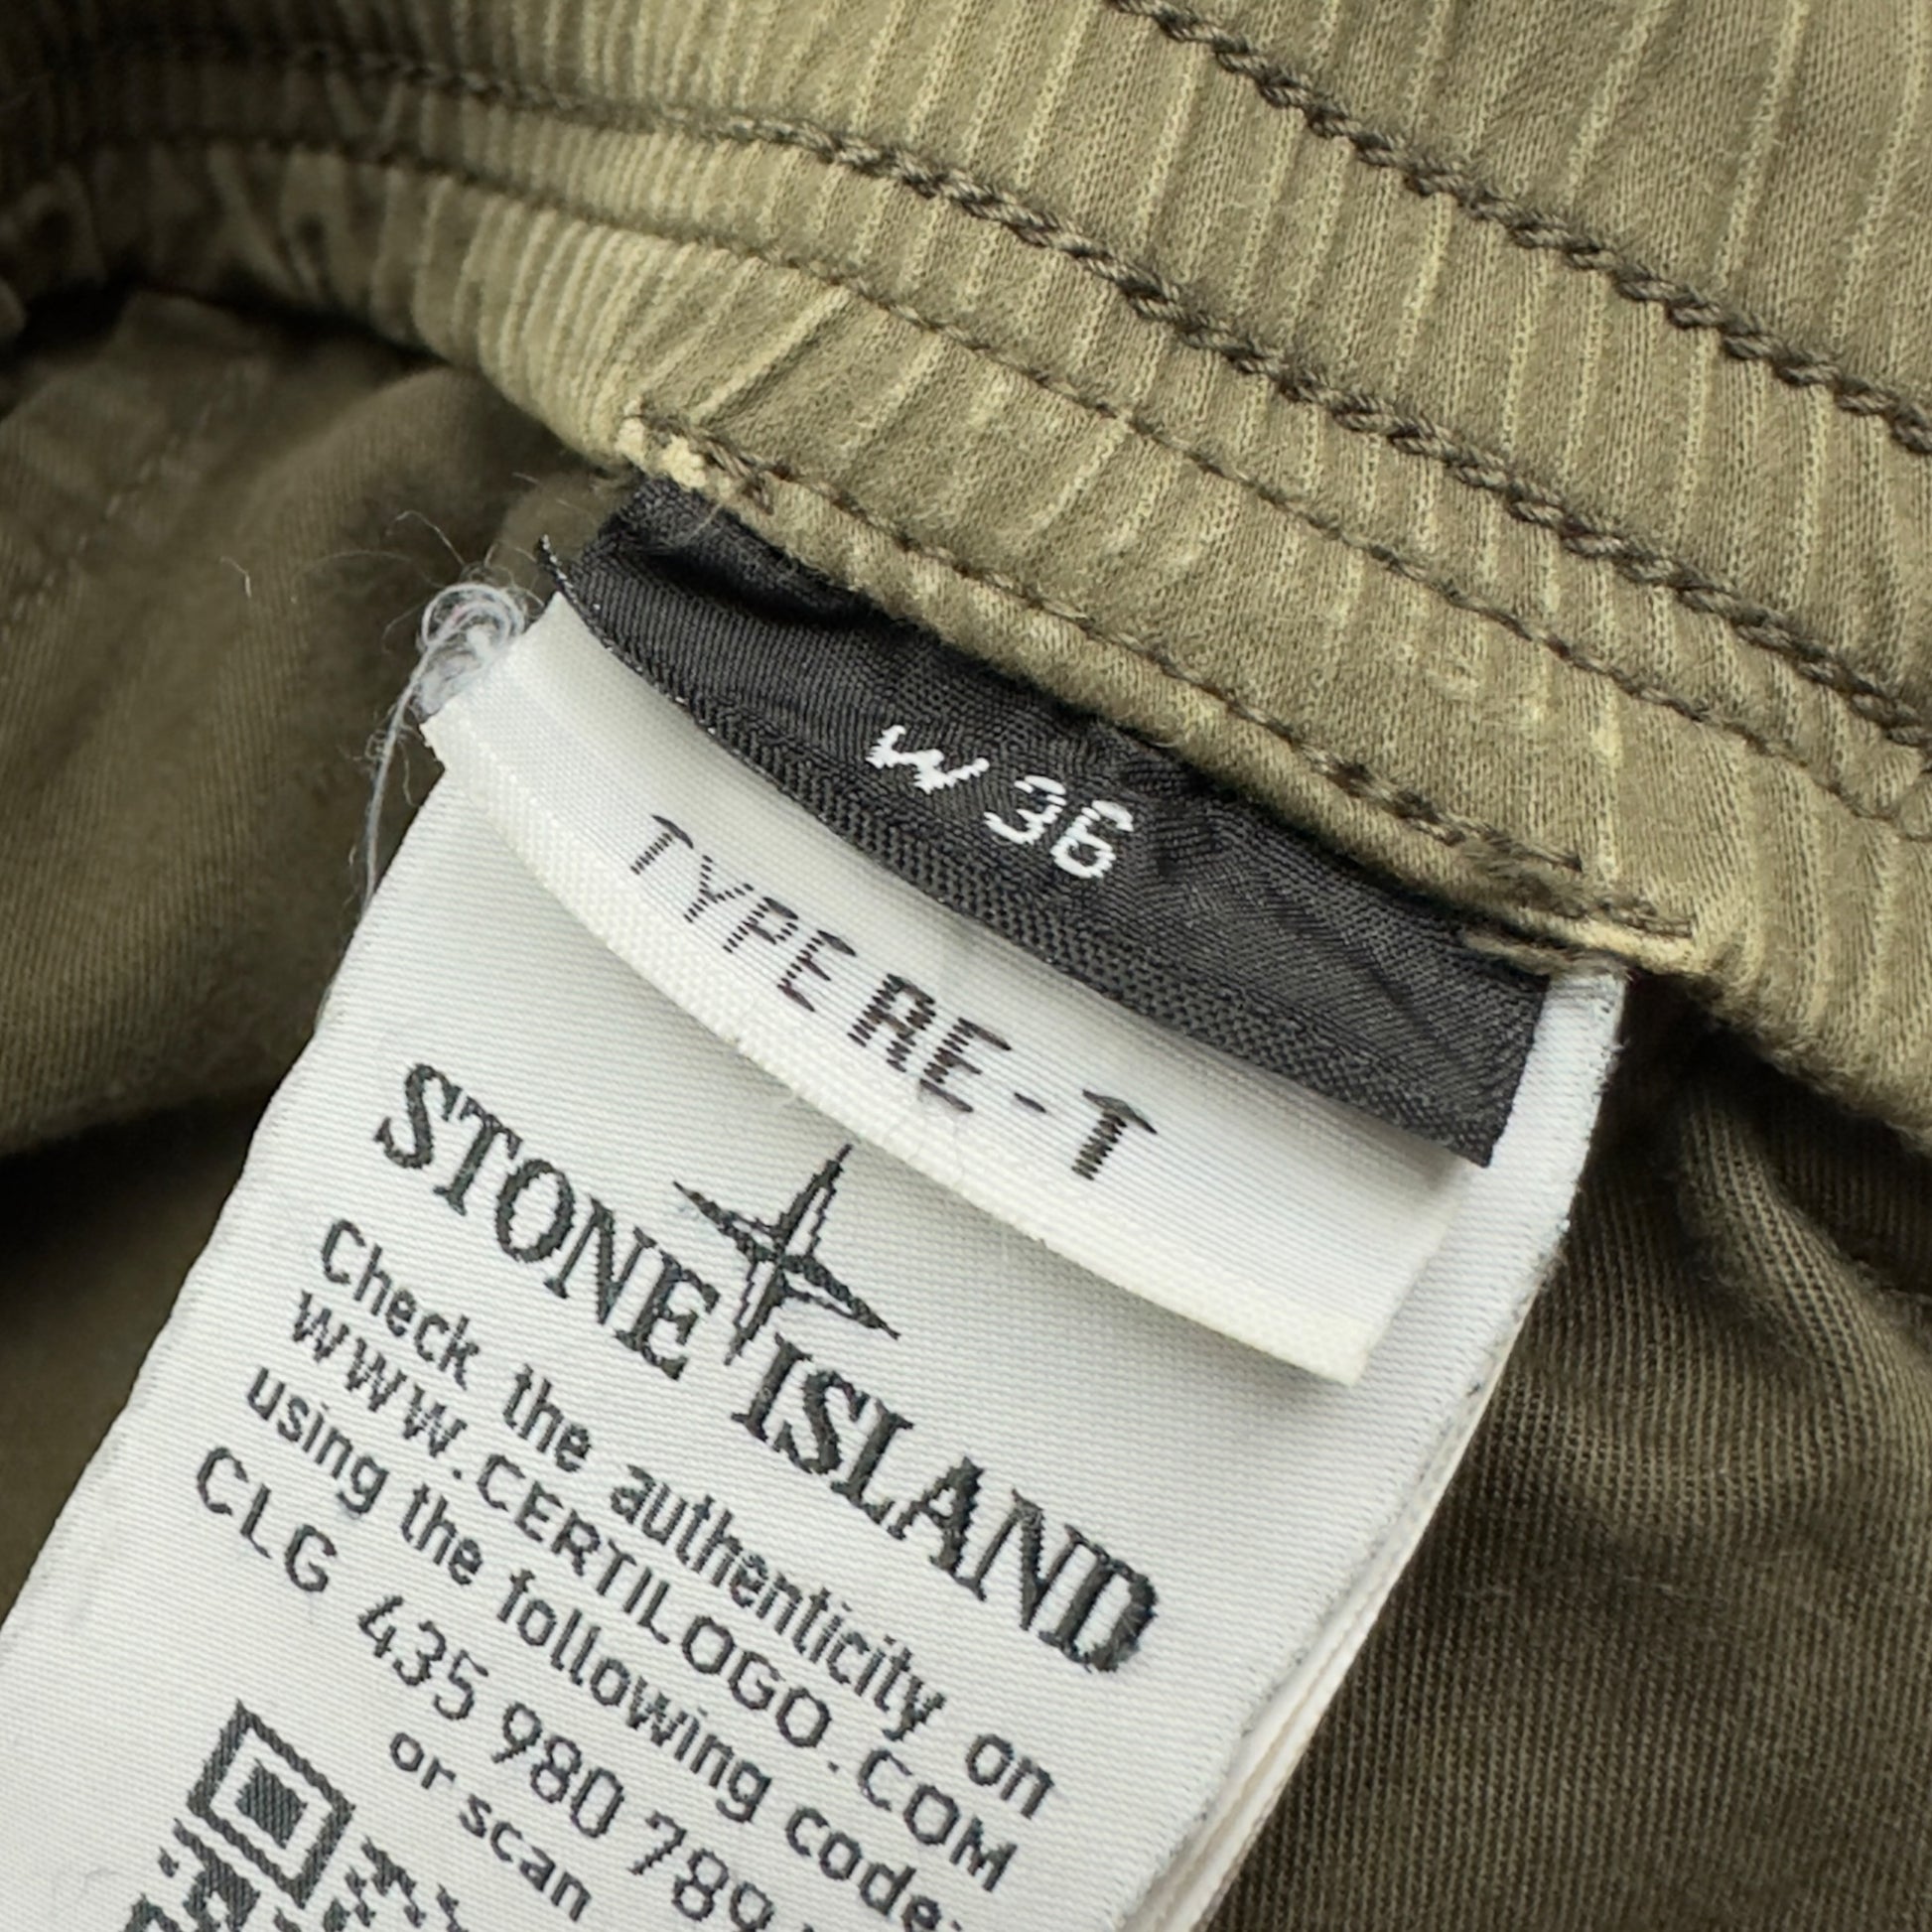 W 36
TYPE RE-T
STONE ISLAND
Check the authenticity on
WWW.CERTILOGO.COM
using the following code:
CLG 435 980 789
or scan